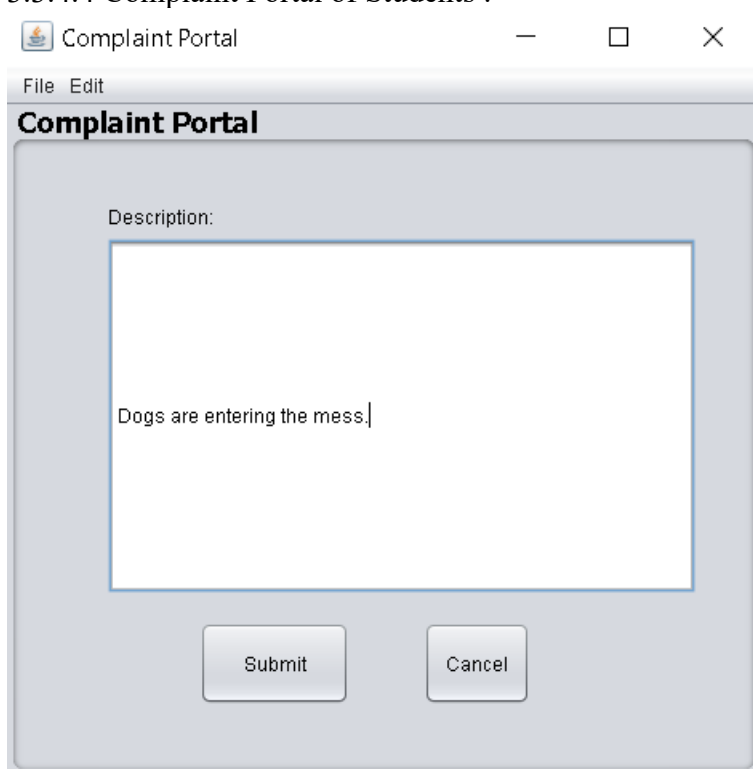 Complaint Portal
File Edit
Complaint Portal
Description:
Dogs are entering the mess.
Submit
Cancel